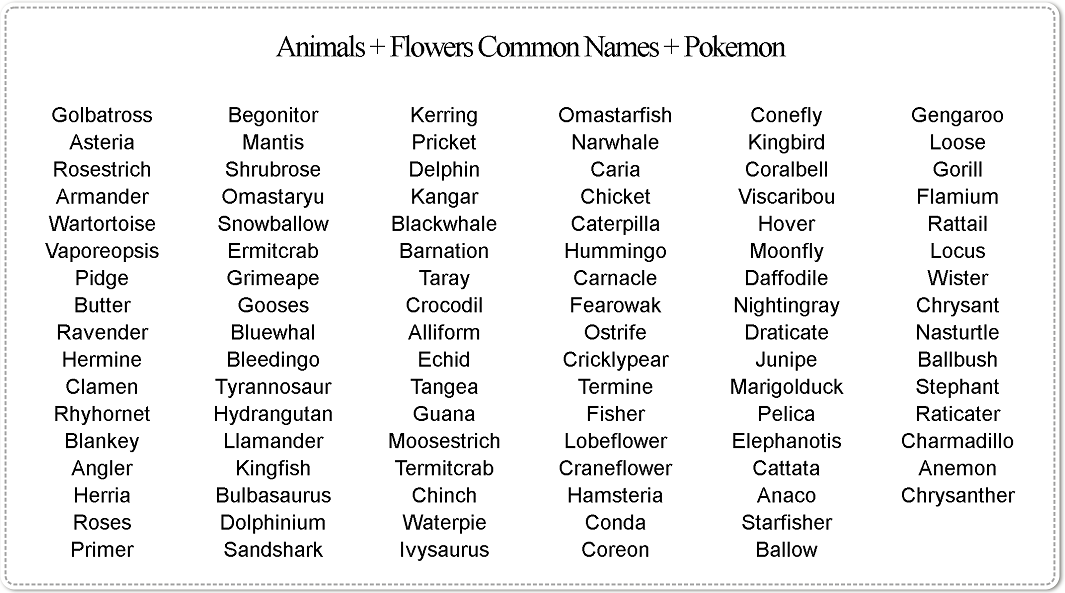 Animals + Flowers Common Names + Pokemon
Golbatross Begonitor Kerring Omastarfish Conefly Gengaroo
Asteria Mantis Pricket Narwhale Kingbird Loose
Rosestrich Shrubrose Delphin Caria Coralbell Gorill
Armander Omastaryu Kangar Chicket Viscaribou Flamium
Wartortoise Snowballow Blackwhale Caterpilla Hover Rattail
Vaporeopsis Ermitcrab Barnation Hummingo Moonfly Locus
Pidge Grimeape Taray Carnacle Daffodile Wister
Butter Gooses Crocodil Fearowak Nightingray Chrysant
Ravender Bluewhal Alliform Ostrife Draticate Nasturtle
Hermine Bleedingo Echid Cricklypear Junipe Ballbush
Clamen Tyrannosaur Tangea Termine Marigolduck Stephant
Rhyhornet Hydrangutan Guana Fisher Pelica Raticater
Blankey Llamander Moosestrich Lobeflower Elephanotis Charmadillo
Angler Kingfish Termitcrab Craneflower Cattata Anemon
Herria Bulbasaurus Chinch Hamsteria Anaco Chrysanther
Roses Dolphinium Waterpie Conda Starfisher
Primer Sandshark Ivysaurus Coreon Ballow